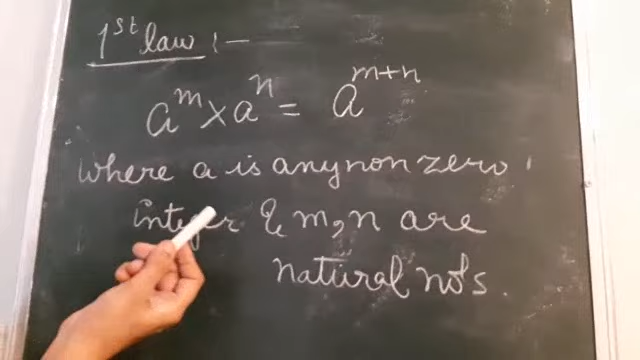 1st law :-
a^m × a^n = a^m+n
where a is any non zero
integer & m, n are
natural no's.